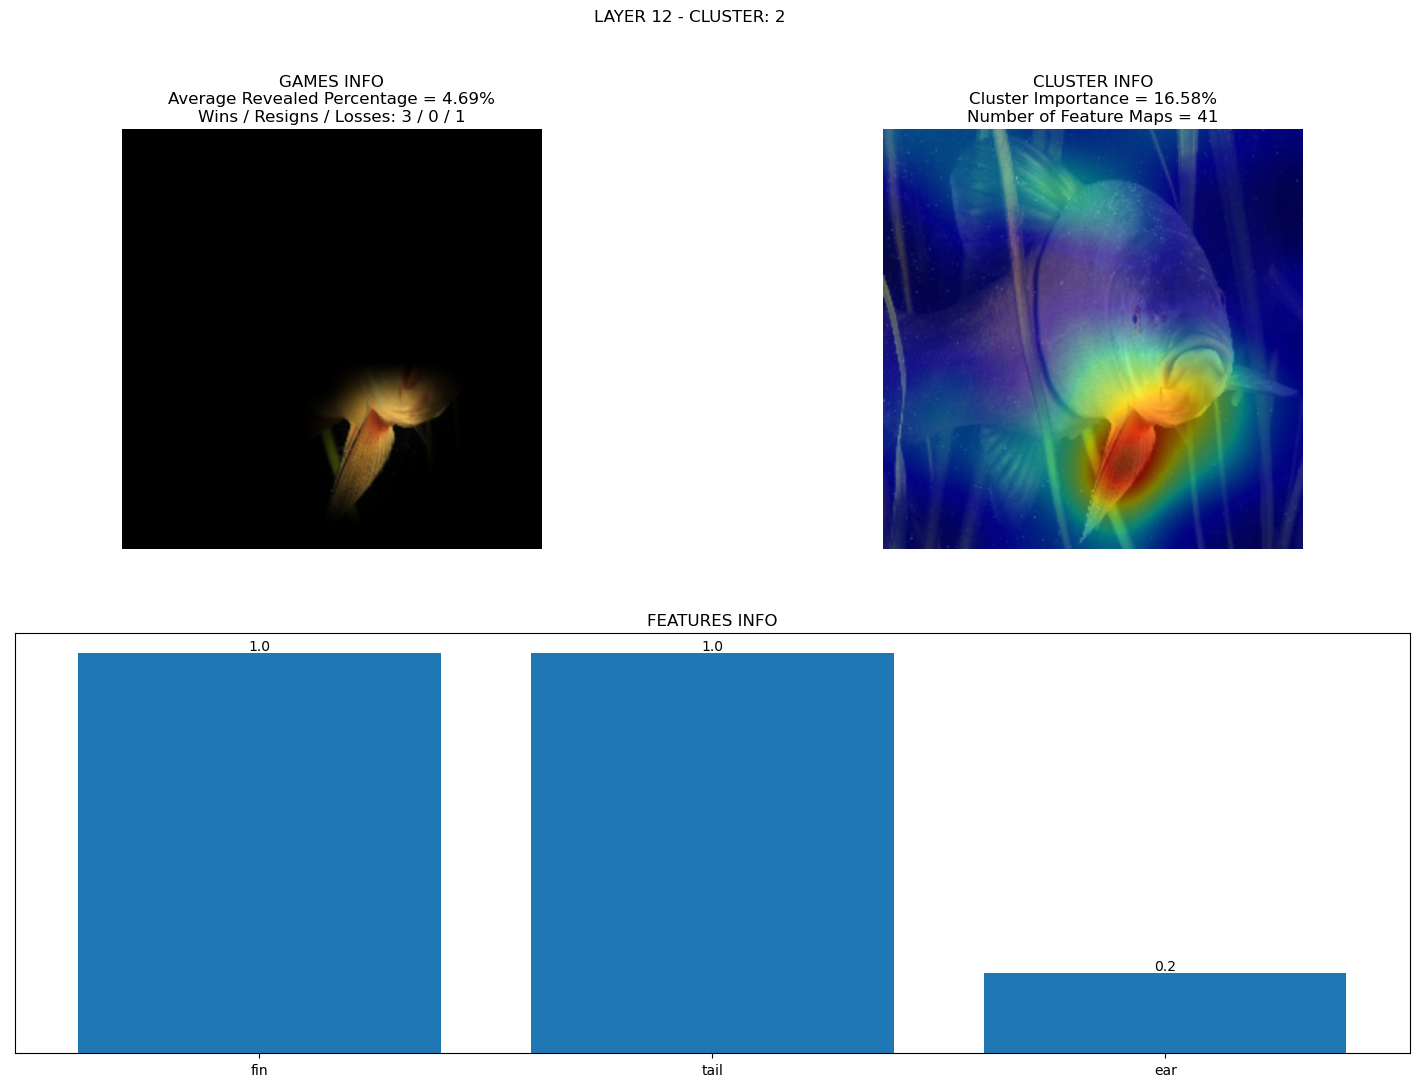 LAYER 12 - CLUSTER: 2
GAMES INFO
Average Revealed Percentage = 4.69%
Wins / Resigns / Losses: 3 / 0 / 1
CLUSTER INFO
Cluster Importance = 16.58%
Number of Feature Maps = 41
FEATURES INFO
1.0
1.0
0.2
fin
tail
ear